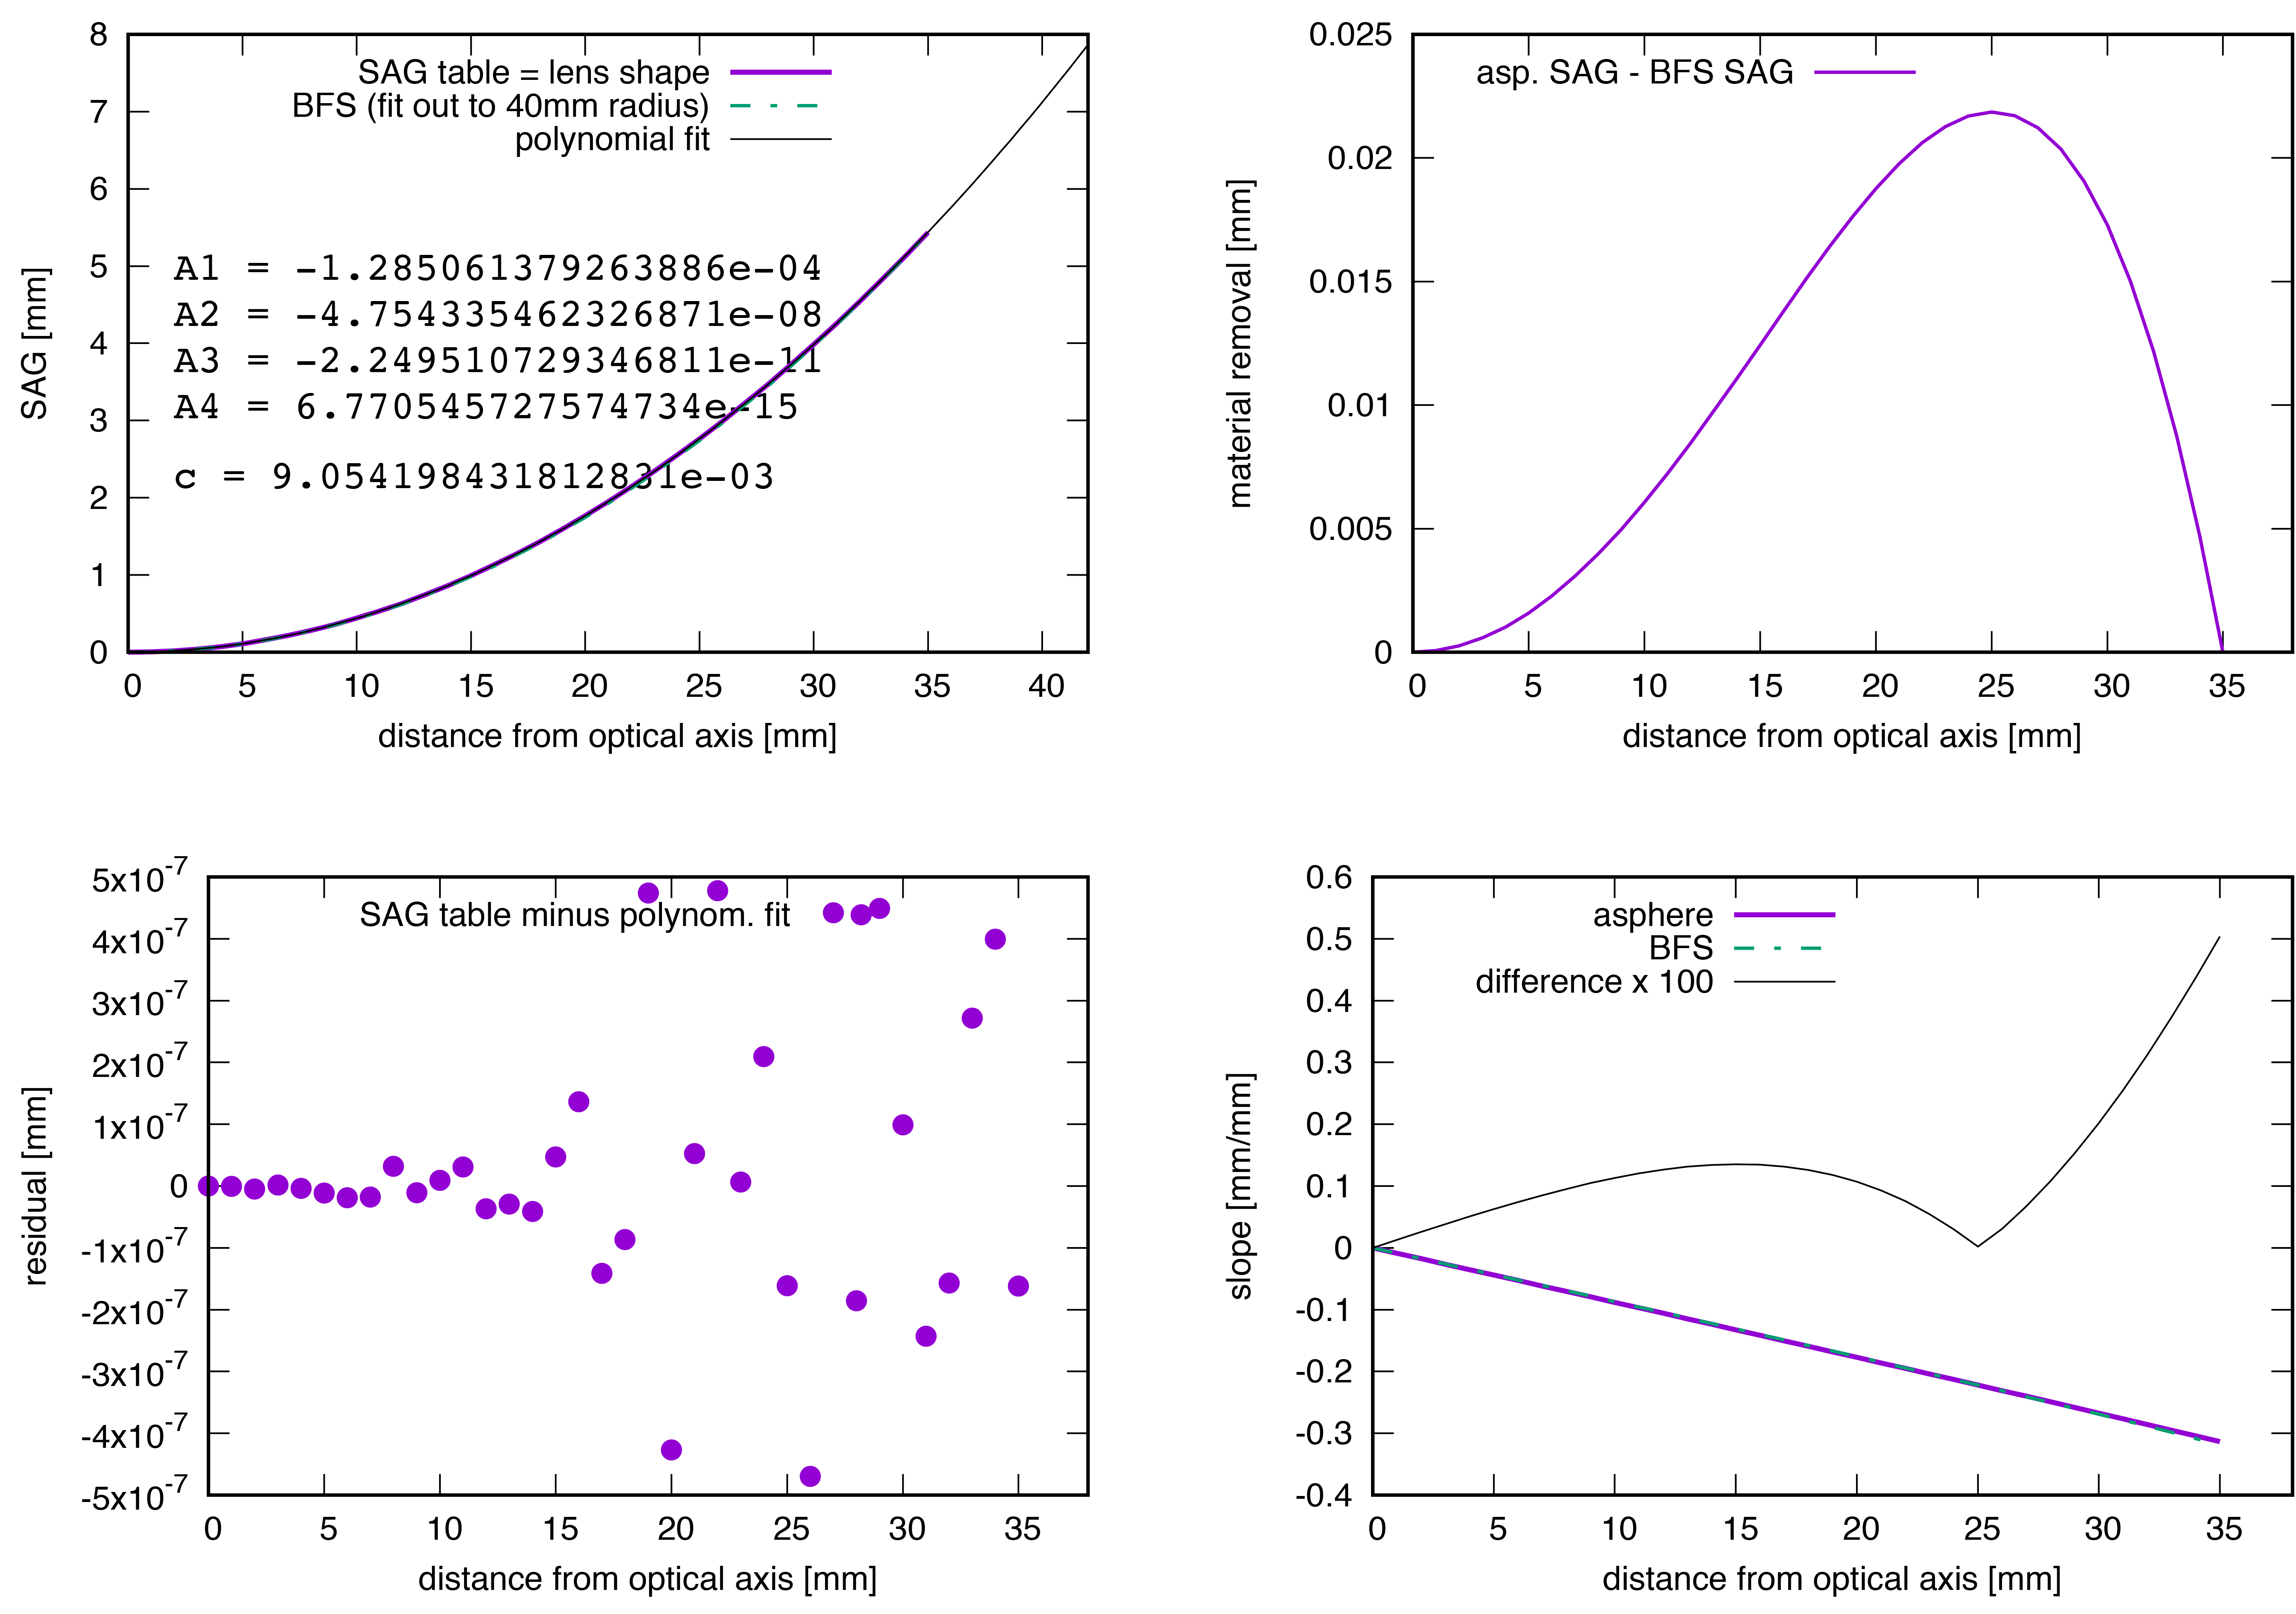 8
7
6
5
4
3
2
1
0
SAG [mm]
SAG table = lens shape
BFS (fit out to 40mm radius)
polynomial fit
A1 = -1.285061379263886e-04
A2 = -4.754335462326871e-08
A3 = -2.249510729346811e-11
A4 = 6.770545727574734e-15
c = 9.054198431812831e-03
0 5 10 15 20 25 30 35 40
distance from optical axis [mm]
0.025
0.02
0.015
0.01
0.005
0
material removal [mm]
asp. SAG - BFS SAG
0 5 10 15 20 25 30 35
distance from optical axis [mm]
5x10-7
4x10-7
3x10-7
2x10-7
1x10-7
0
-1x10-7
-2x10-7
-3x10-7
-4x10-7
-5x10-7
residual [mm]
SAG table minus polynom. fit
0 5 10 15 20 25 30 35
distance from optical axis [mm]
0.6
0.5
0.4
0.3
0.2
0.1
0
-0.1
-0.2
-0.3
-0.4
slope [mm/mm]
asphere
BFS
difference x 100
0 5 10 15 20 25 30 35
distance from optical axis [mm]